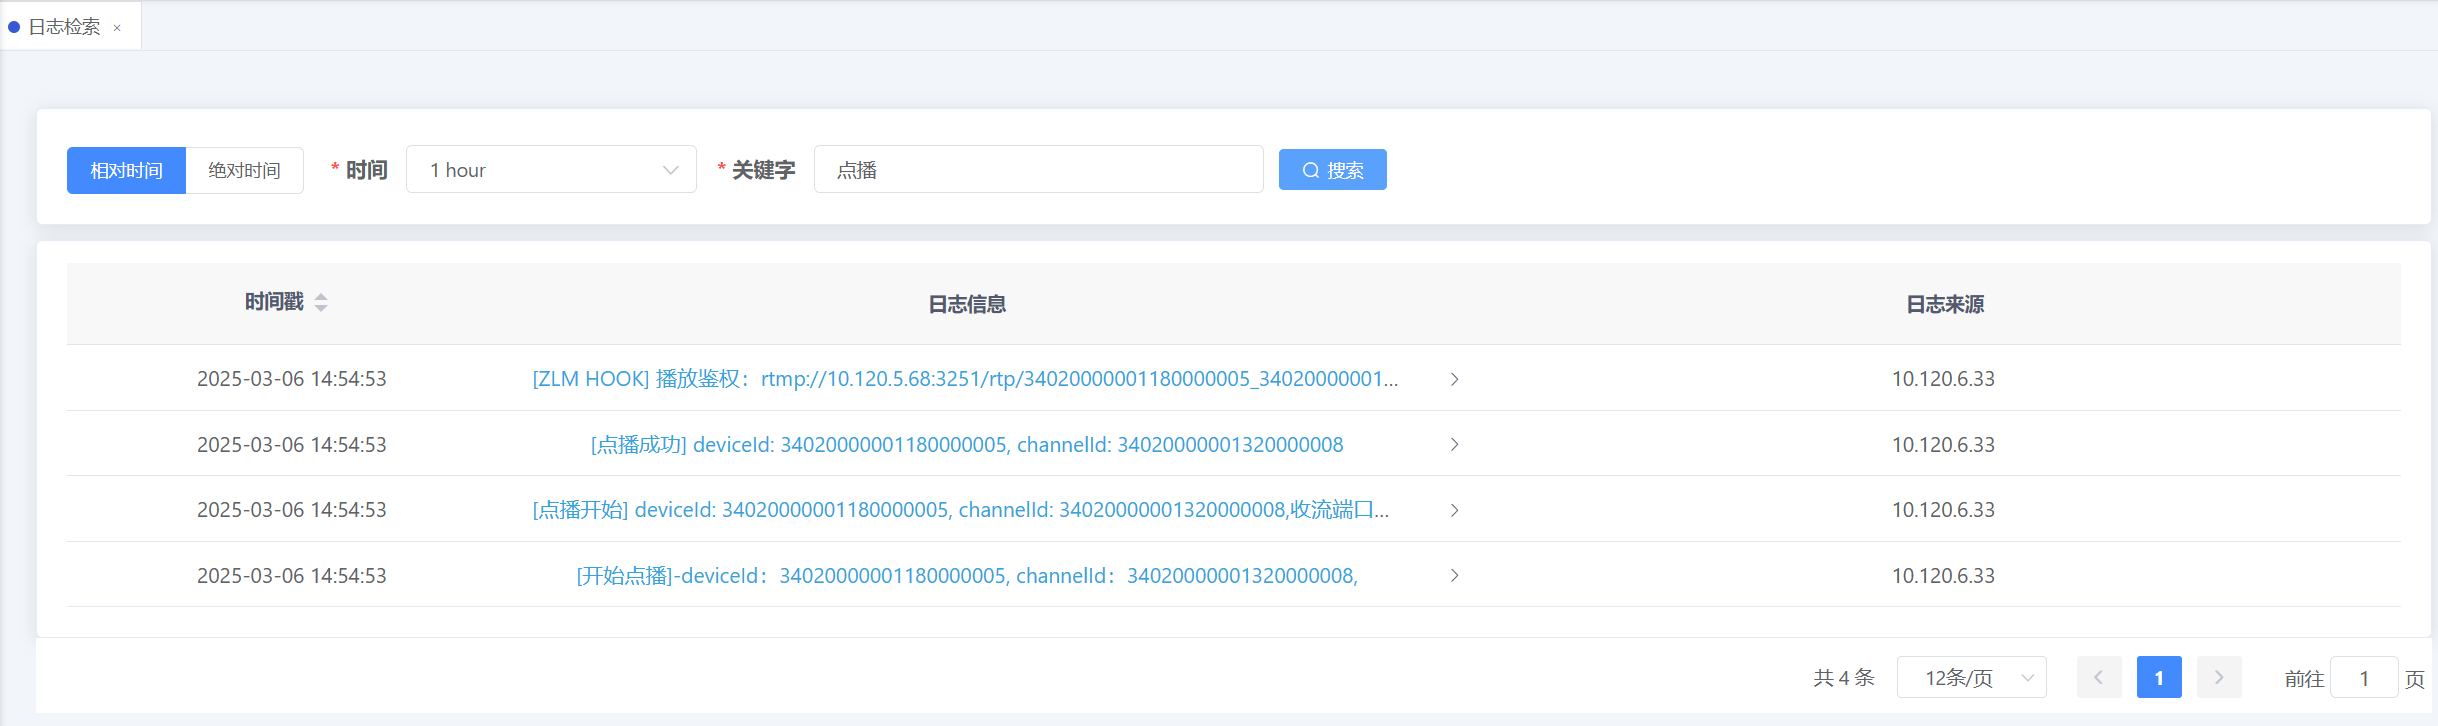 日志检索 ×
相对时间 绝对时间 * 时间 1 hour * 关键字 点播 搜索
时间戳 日志信息 日志来源
2025-03-06 14:54:53 [ZLM HOOK] 播放鉴权：rtmp://10.120.5.68:3251/rtp/34020000001180000005_34020000001... 10.120.6.33
2025-03-06 14:54:53 [点播成功] deviceId: 34020000001180000005, channelId: 34020000001320000008 10.120.6.33
2025-03-06 14:54:53 [点播开始] deviceId: 34020000001180000005, channelId: 34020000001320000008,收流端口... 10.120.6.33
2025-03-06 14:54:53 [开始点播]-deviceId：34020000001180000005, channelId：34020000001320000008, 10.120.6.33
共 4 条 12条/页 1 前往 1 页